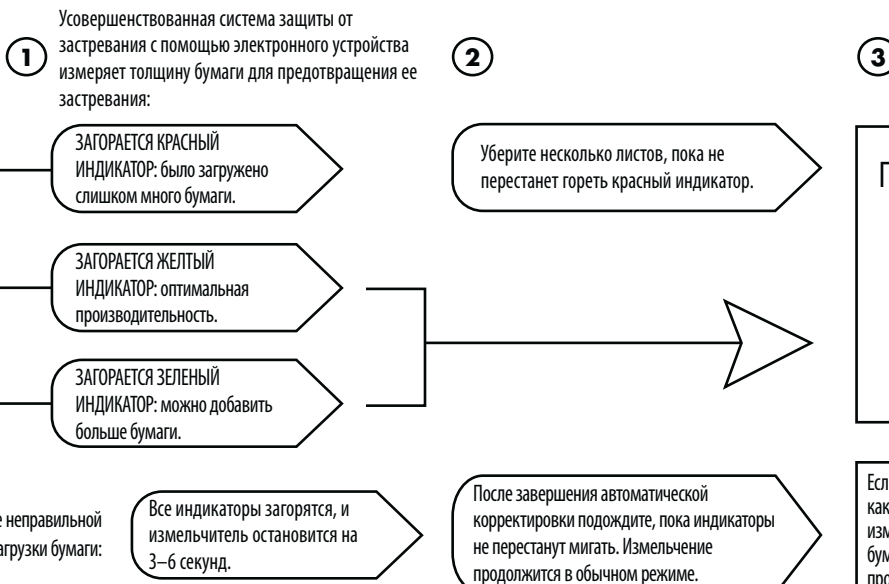 Усовершенствованная система защиты от
застревания с помощью электронного устройства
измеряет толщину бумаги для предотвращения ее
застревания:
1
2
3
ЗАГОРАЕТСЯ КРАСНЫЙ
ИНДИКАТОР: было загружено
слишком много бумаги.
Уберите несколько листов, пока не
перестанет гореть красный индикатор.
ЗАГОРАЕТСЯ ЖЕЛТЫЙ
ИНДИКАТОР: оптимальная
производительность.
ЗАГОРАЕТСЯ ЗЕЛЕНЫЙ
ИНДИКАТОР: можно добавить
больше бумаги.
неправильной
бумаги:
Все индикаторы загорятся, и
измельчитель остановится на
3–6 секунд.
После завершения автоматической
корректировки подождите, пока индикаторы
не перестанут мигать. Измельчение
продолжится в обычном режиме.